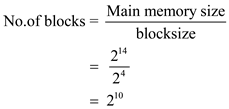 No.of blocks = Main memory size / blocksize
= 2^14 / 2^4
= 2^10